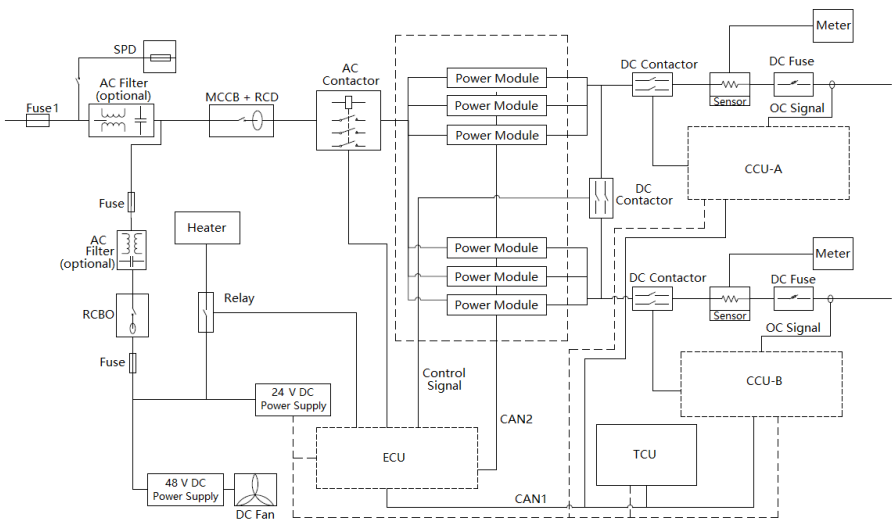 SPD
AC Filter
(optional)
Fuse1
MCCB + RCD
AC
Contactor
Power Module
Power Module
Power Module
DC Contactor
Meter
DC Fuse
Sensor
OC Signal
CCU-A
DC
Contactor
Fuse
AC
Filter
(optional)
Heater
Power Module
Power Module
Power Module
DC Contactor
Meter
DC Fuse
Sensor
OC Signal
CCU-B
RCBO
Relay
Fuse
24 V DC
Power Supply
Control
Signal
CAN2
ECU
TCU
48 V DC
Power Supply
DC Fan
CAN1